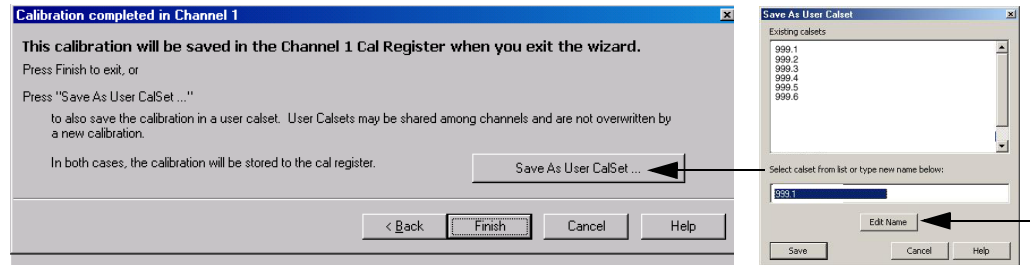 Calibration completed in Channel 1
This calibration will be saved in the Channel 1 Cal Register when you exit the wizard.
Press Finish to exit, or
Press "Save As User CalSet ..."
to also save the calibration in a user calset. User Calsets may be shared among channels and are not overwritten by
a new calibration.
In both cases, the calibration will be stored to the cal register.
Save As User CalSet ...
< Back
Finish
Cancel
Help
Save As User Calset
Existing calsets
999.1
999.2
999.3
999.4
999.5
999.6
Select calset from list or type new name below:
999.1
Edit Name
Save
Cancel
Help